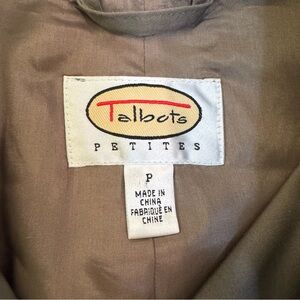 Talbots
PETITES
P
MADE IN
CHINA
FABRIQUÉ EN
CHINE